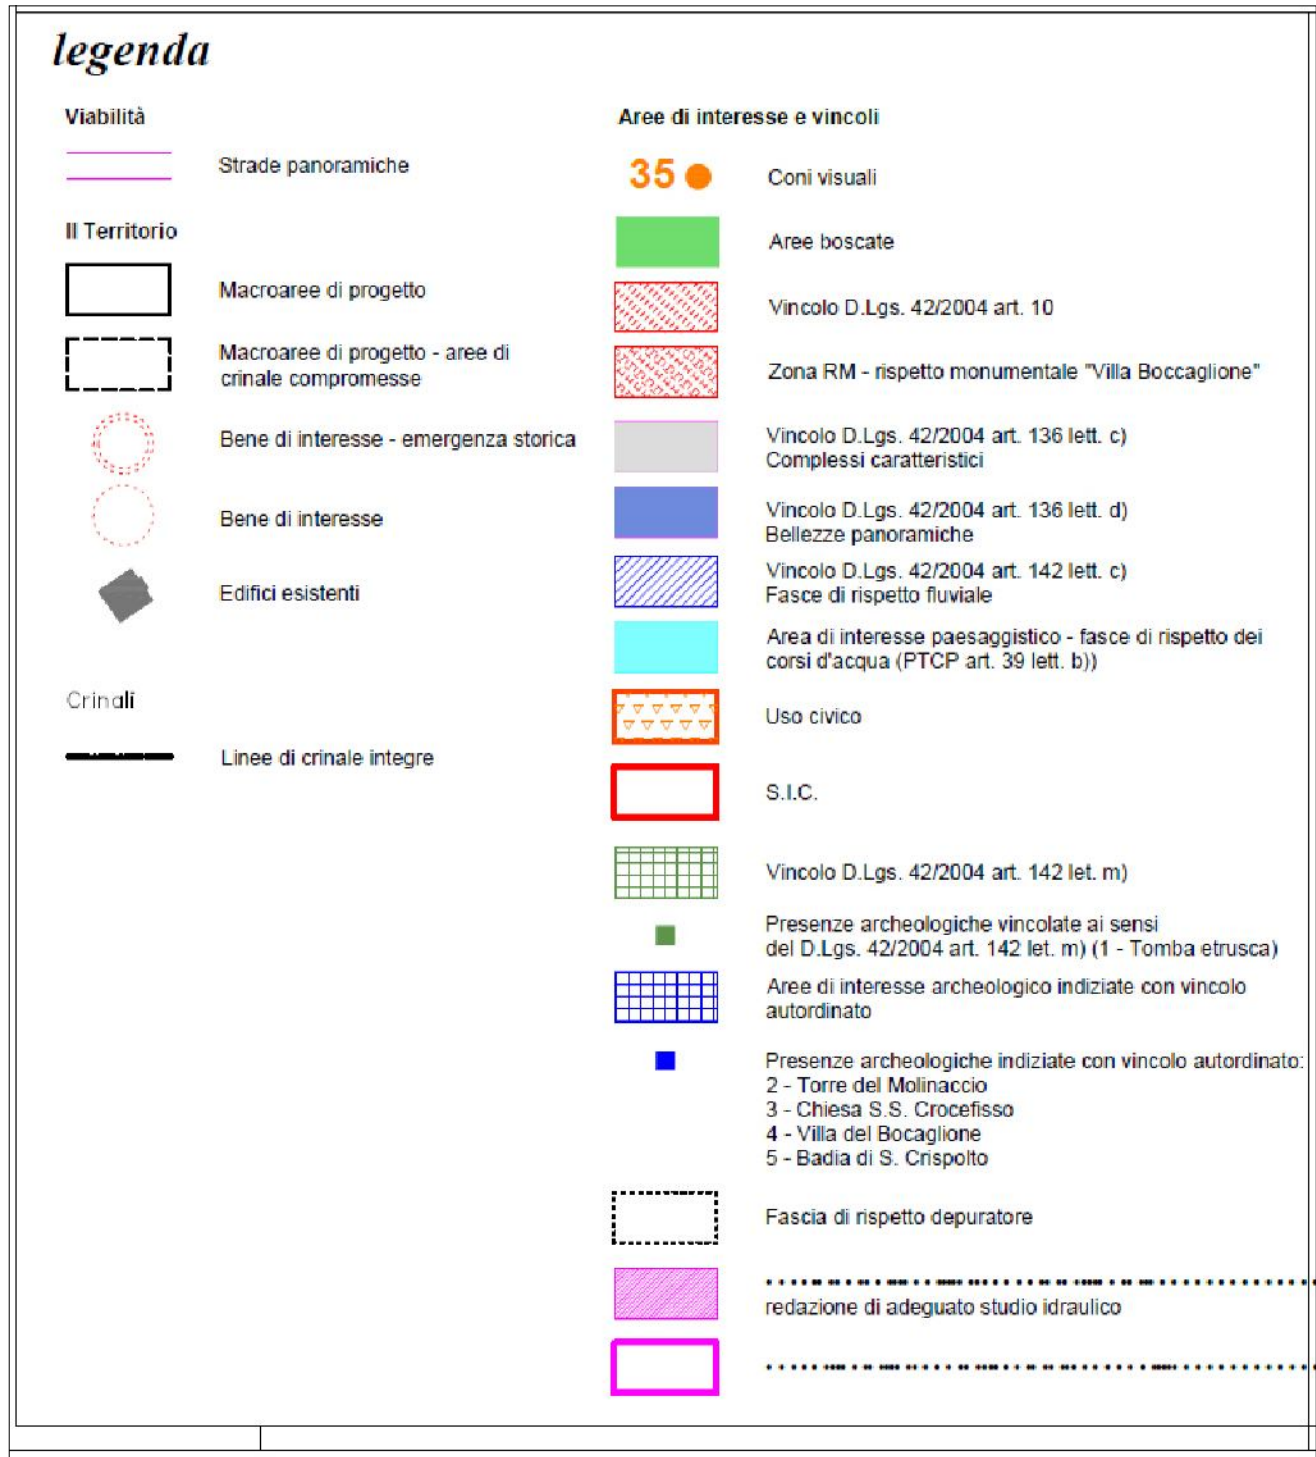 legenda
Viabilità
Strade panoramiche
Il Territorio
Macroaree di progetto
Macroaree di progetto - aree di
crinale compromesse
Bene di interesse - emergenza storica
Bene di interesse
Edifici esistenti
Crinali
Linee di crinale integre
Aree di interesse e vincoli
35
Coni visuali
Aree boscate
Vincolo D.Lgs. 42/2004 art. 10
Zona RM - rispetto monumentale "Villa Boccaglione"
Vincolo D.Lgs. 42/2004 art. 136 lett. c)
Complessi caratteristici
Vincolo D.Lgs. 42/2004 art. 136 lett. d)
Bellezze panoramiche
Vincolo D.Lgs. 42/2004 art. 142 lett. c)
Fasce di rispetto fluviale
Area di interesse paesaggistico - fasce di rispetto dei
corsi d'acqua (PTCP art. 39 lett. b))
Uso civico
S.I.C.
Vincolo D.Lgs. 42/2004 art. 142 let. m)
Presenze archeologiche vincolate ai sensi
del D.Lgs. 42/2004 art. 142 let. m) (1 - Tomba etrusca)
Aree di interesse archeologico indiziate con vincolo
autordinato
Presenze archeologiche indiziate con vincolo autordinato:
2 - Torre del Molinaccio
3 - Chiesa S.S. Crocefisso
4 - Villa del Bocaglione
5 - Badia di S. Crispolto
Fascia di rispetto depuratore
redazione di adeguato studio idraulico